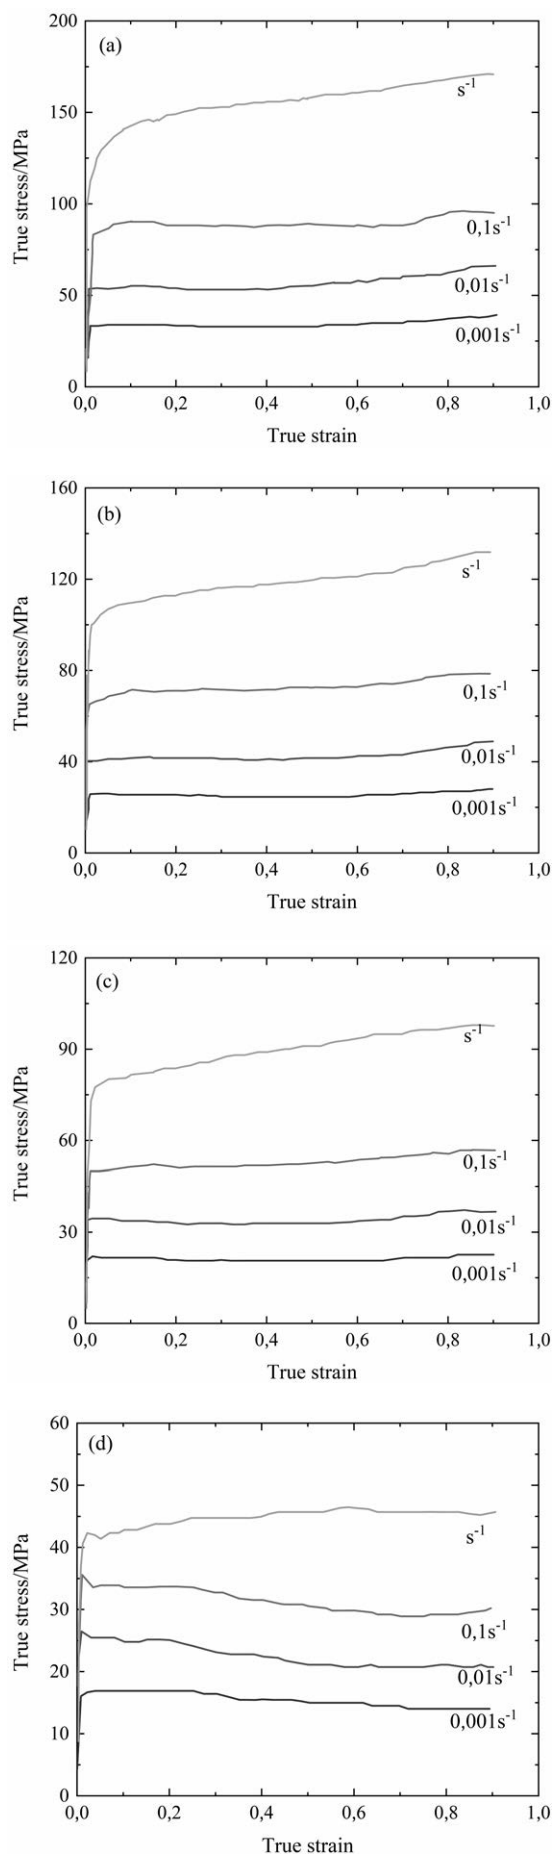 (a)
200
150
100
50
0
True stress/MPa
s⁻¹
0,1s⁻¹
0,01s⁻¹
0,001s⁻¹
0,0 0,2 0,4 0,6 0,8 1,0
True strain
(b)
160
120
80
40
0
True stress/MPa
s⁻¹
0,1s⁻¹
0,01s⁻¹
0,001s⁻¹
0,0 0,2 0,4 0,6 0,8 1,0
True strain
(c)
120
90
60
30
0
True stress/MPa
s⁻¹
0,1s⁻¹
0,01s⁻¹
0,001s⁻¹
0,0 0,2 0,4 0,6 0,8 1,0
True strain
(d)
60
50
40
30
20
10
0
True stress/MPa
s⁻¹
0,1s⁻¹
0,01s⁻¹
0,001s⁻¹
0,0 0,2 0,4 0,6 0,8 1,0
True strain